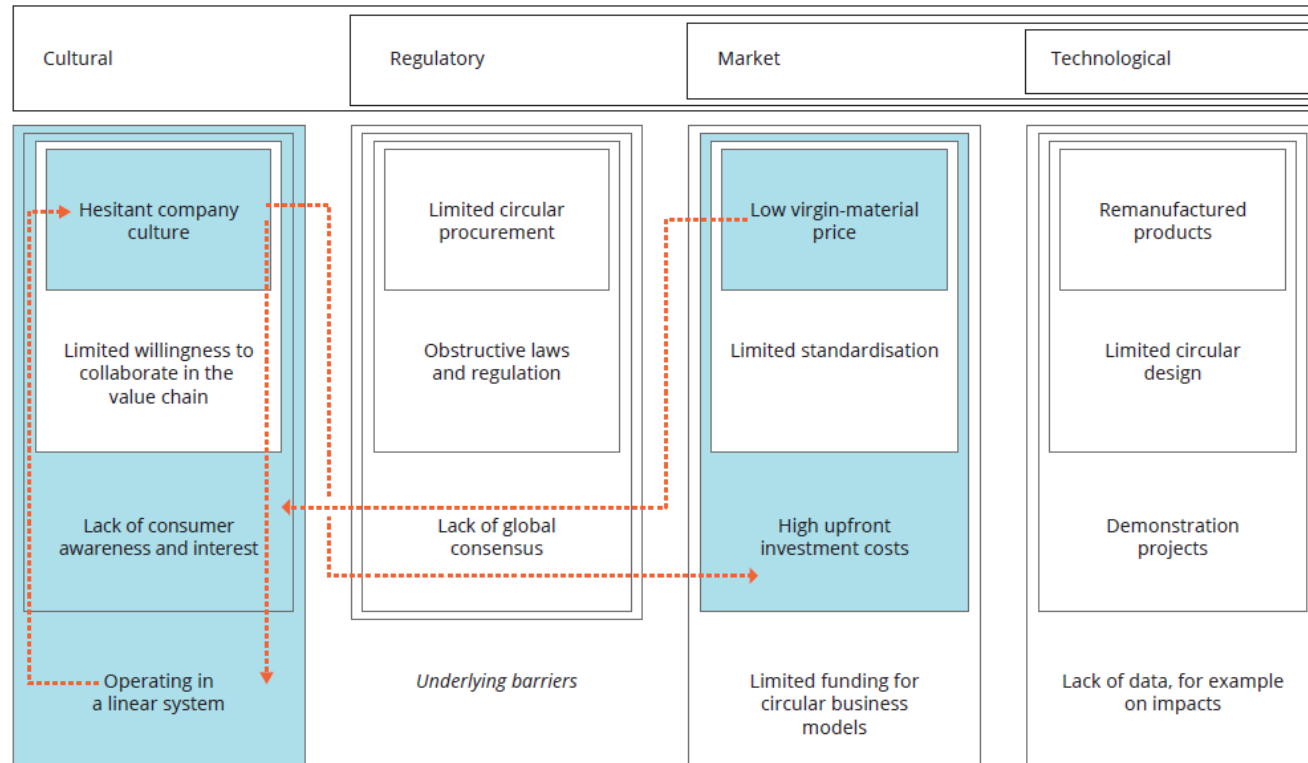 Cultural
Regulatory
Market
Technological
Hesitant company
culture
Limited circular
procurement
Low virgin-material
price
Remanufactured
products
Limited willingness to
collaborate in the
value chain
Obstructive laws
and regulation
Limited standardisation
Limited circular
design
Lack of consumer
awareness and interest
Lack of global
consensus
High upfront
investment costs
Demonstration
projects
Operating in
a linear system
Underlying barriers
Limited funding for
circular business
models
Lack of data, for example
on impacts